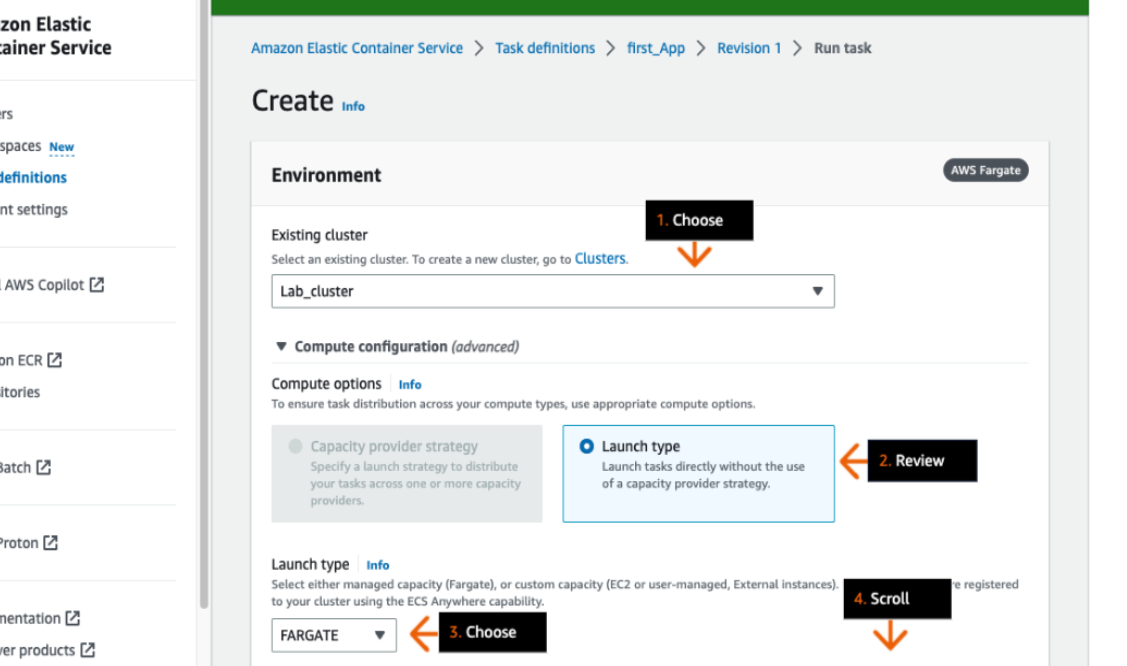 zon Elastic
tainer Service
ers
spaces New
definitions
nt settings
AWS Copilot
on ECR
itories
Batch
Proton
mentation
ver products
Amazon Elastic Container Service > Task definitions > first_App > Revision 1 > Run task
Create Info
Environment
AWS Fargate
1. Choose
Existing cluster
Select an existing cluster. To create a new cluster, go to Clusters.
Lab_cluster
Compute configuration (advanced)
Compute options Info
To ensure task distribution across your compute types, use appropriate compute options.
Capacity provider strategy
Specify a launch strategy to distribute
your tasks across one or more capacity
providers.
Launch type
Launch tasks directly without the use
of a capacity provider strategy.
2. Review
Launch type Info
Select either managed capacity (Fargate), or custom capacity (EC2 or user-managed, External instances). re registered
to your cluster using the ECS Anywhere capability.
4. Scroll
FARGATE
3. Choose